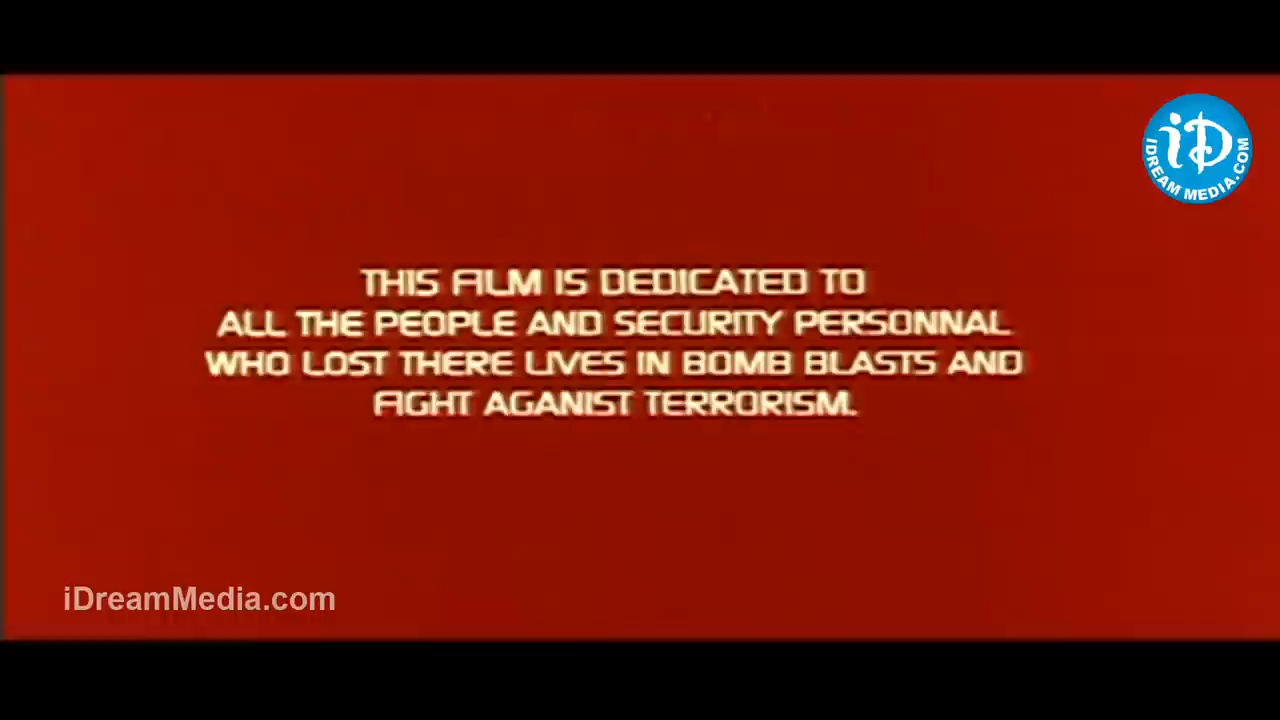 iD
IDREAM MEDIA.COM
THIS FILM IS DEDICATED TO
ALL THE PEOPLE AND SECURITY PERSONNAL
WHO LOST THERE LIVES IN BOMB BLASTS AND
FIGHT AGANIST TERRORISM.
iDreamMedia.com